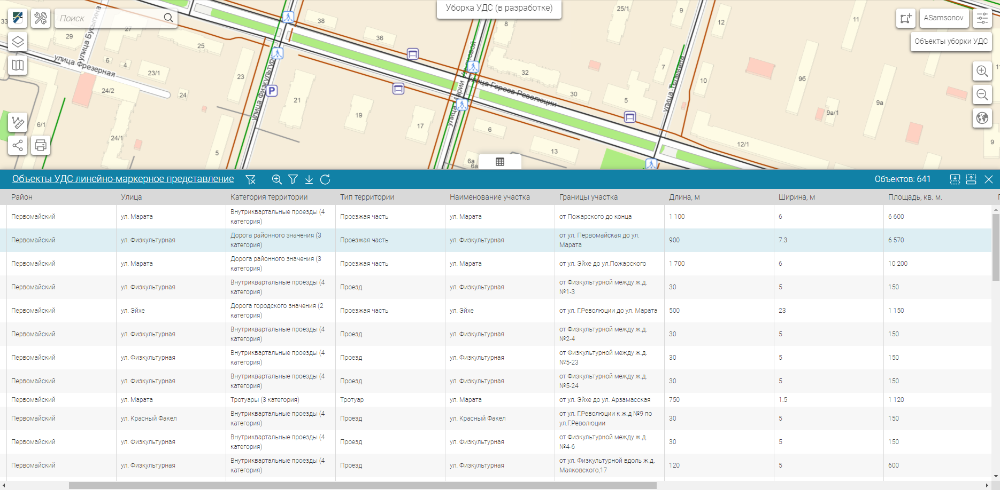 Уборка УДС (в разработке)
Поиск
ASamsonov
Объекты уборки УДС
33
29
27
25
38
36
8
25/1
9
12
11
улица Бусыгина
улица Фрезерная
6
4
23/1
23
24/2
24
21
19
17
32
30
5
7
10
9б
9а
9а/1
6/1
24/1
5
6
13
6а
6а
12/1
9
улица Физкультурная
улица Героев Революции
улица Тельмана
P
Объекты УДС линейно-маркерное представление
Объектов: 641
Район Улица Категория территории Тип территории Наименование участка Границы участка Длина, м Ширина, м Площадь, кв. м.
Первомайский ул. Марата Внутриквартальные проезды (4 категория) Проезжая часть ул. Марата от Пожарского до конца 1 100 6 6 600
Первомайский ул. Физкультурная Дорога районного значения (3 категория) Проезжая часть ул. Физкультурная от ул. Первомайская до ул. Марата 900 7.3 6 570
Первомайский ул. Марата Дорога районного значения (3 категория) Проезжая часть ул. Марата от ул. Эйхе до ул.Пожарского 1 700 6 10 200
Первомайский ул. Физкультурная Внутриквартальные проезды (4 категория) Проезд ул. Физкультурная от Физкультурной между ж.д. №1-3 30 5 150
Первомайский ул. Эйхе Дорога городского значения (2 категория) Проезжая часть ул. Эйхе от ул. Г.Революции до ул. Марата 500 23 1 150
Первомайский ул. Физкультурная Внутриквартальные проезды (4 категория) Проезд ул. Физкультурная от Физкультурной между ж.д. №2-4 30 5 150
Первомайский ул. Физкультурная Внутриквартальные проезды (4 категория) Проезд ул. Физкультурная от Физкультурной между ж.д. №5-23 30 5 150
Первомайский ул. Физкультурная Внутриквартальные проезды (4 категория) Проезд ул. Физкультурная от Физкультурной между ж.д. №5-24 30 5 150
Первомайский ул. Марата Тротуары (3 категория) Тротуар ул. Марата от ул. Эйхе до ул. Арзамасская 750 1.5 1 120
Первомайский ул. Красный Факел Внутриквартальные проезды (4 категория) Проезд ул. Красный Факел от ул. Г.Революции к ж.д №9 по ул.Г.Революции 30 5 150
Первомайский ул. Физкультурная Внутриквартальные проезды (4 категория) Проезд ул. Физкультурная от Физкультурной между ж.д. №4-6 30 5 150
Первомайский ул. Физкультурная Внутриквартальные проезды (4 категория) Проезд ул. Физкультурная от ул. Физкультурной вдоль ж.д. Маяковского,17 120 5 600